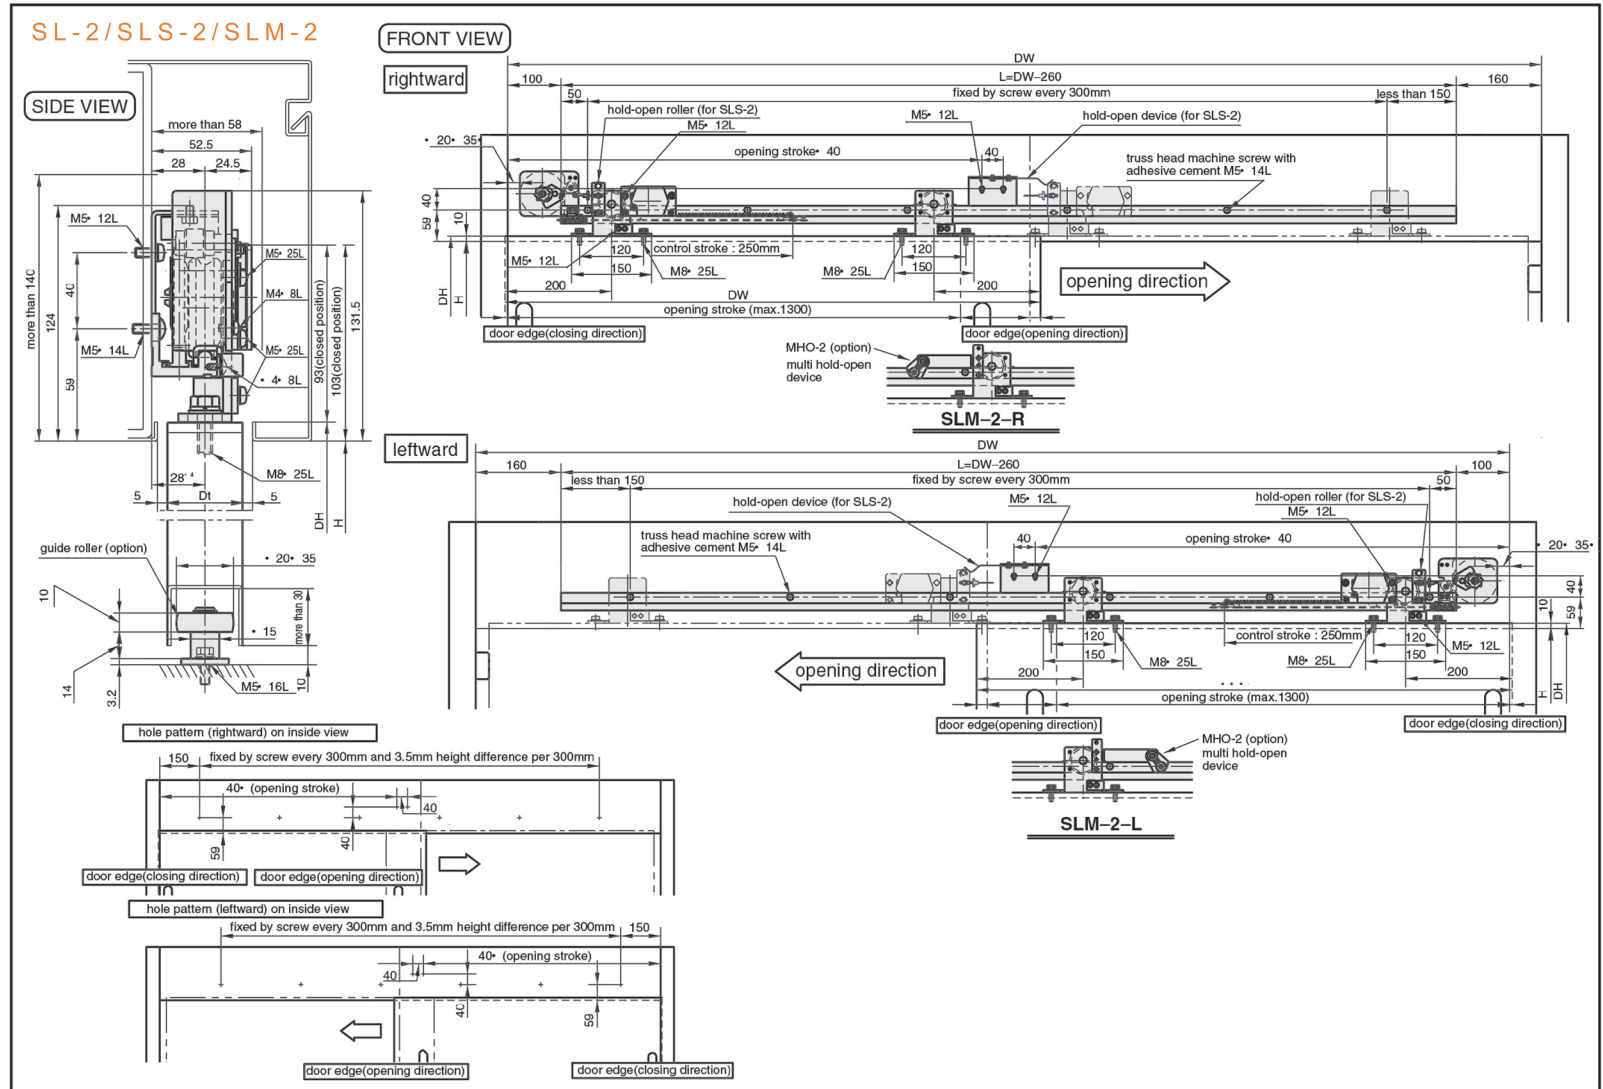 SL-2/SLS-2/SLM-2
SIDE VIEW
more than 58
52.5
28
24.5
M5• 12L
M5• 25L
M4• 8L
M5• 14L
M5• 25L
• 4• 8L
more than 140
124
40
59
93(closed position)
103(closed position)
131.5
M8• 25L
28
5
Dt
5
DH
H
guide roller (option)
• 20• 35
10
more than 30
• 15
14
3.2
M5• 16L
10
FRONT VIEW
rightward
DW
100
L=DW-260
160
50
fixed by screw every 300mm
less than 150
hold-open roller (for SLS-2)
M5• 12L
M5• 12L
hold-open device (for SLS-2)
• 20• 35•
opening stroke• 40
40
truss head machine screw with
adhesive cement M5• 14L
40
59
10
control stroke : 250mm
M5• 12L
120
150
M8• 25L
M8• 25L
120
150
200
DW
200
opening stroke (max.1300)
DH
H
opening direction
door edge(closing direction)
door edge(opening direction)
MHO-2 (option)
multi hold-open
device
SLM–2–R
leftward
DW
160
L=DW-260
100
less than 150
fixed by screw every 300mm
50
hold-open device (for SLS-2)
M5• 12L
hold-open roller (for SLS-2)
M5• 12L
truss head machine screw with
adhesive cement M5• 14L
40
opening stroke• 40
• 20• 35•
40
10
59
120
150
control stroke : 250mm
120
150
M5• 12L
M8• 25L
M8• 25L
200
200
opening stroke (max.1300)
H
DH
opening direction
door edge(opening direction)
door edge(closing direction)
MHO-2 (option)
multi hold-open
device
SLM–2–L
hole pattern (rightward) on inside view
150
fixed by screw every 300mm and 3.5mm height difference per 300mm
40• (opening stroke)
40
59
40
door edge(closing direction)
door edge(opening direction)
hole pattern (leftward) on inside view
fixed by screw every 300mm and 3.5mm height difference per 300mm
150
40• (opening stroke)
40
40
59
door edge(opening direction)
door edge(closing direction)